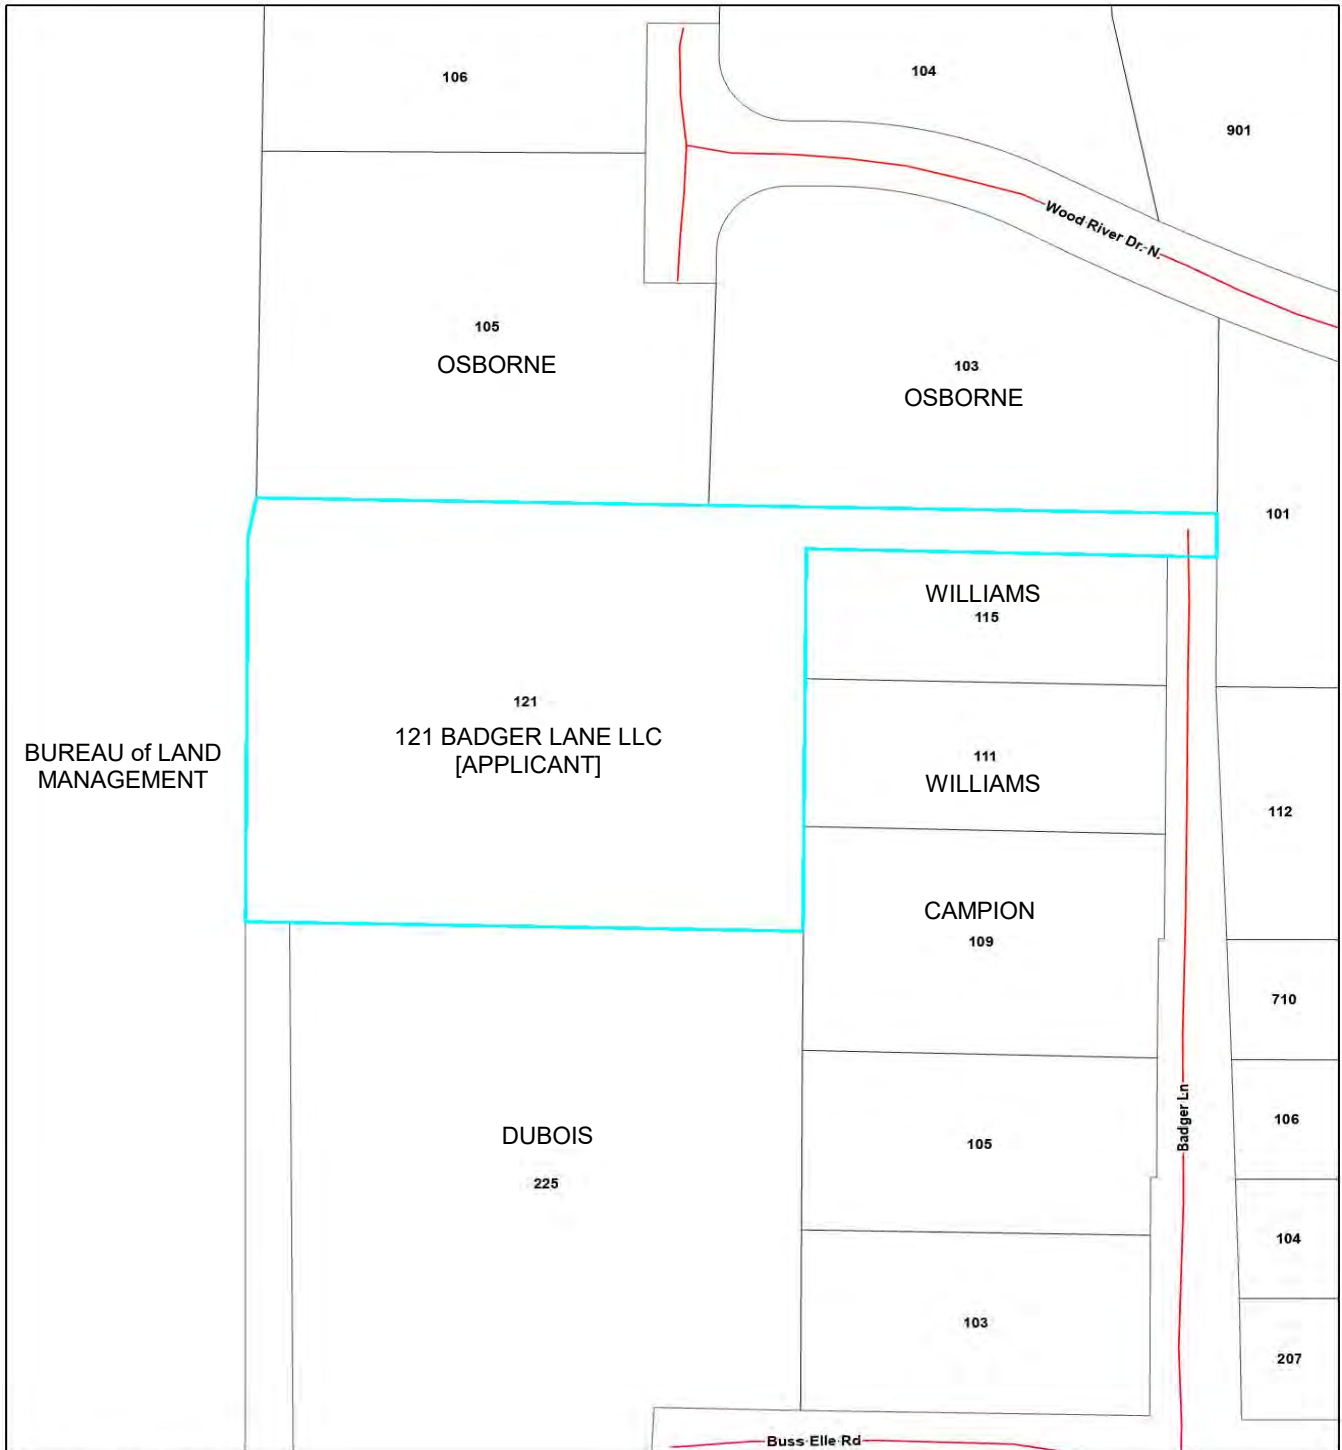 106
104
901
Wood River Dr. N.
105
OSBORNE
103
OSBORNE
101
WILLIAMS
115
121
121 BADGER LANE LLC
[APPLICANT]
BUREAU of LAND
MANAGEMENT
111
WILLIAMS
112
CAMPION
109
710
DUBOIS
225
105
Badger Ln
106
104
103
207
Buss Elle Rd